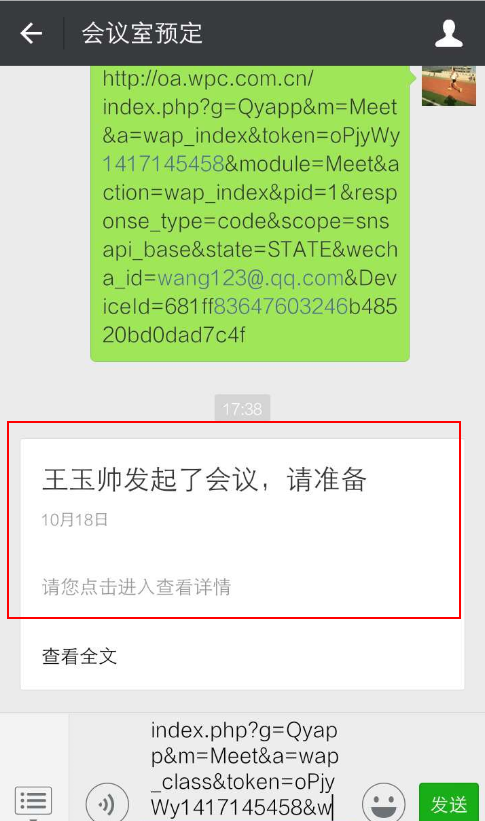 会议室预定
http://oa.wpc.com.cn/
index.php?g=Qyapp&m=Meet
&a=wap_index&token=oPjyWy
1417145458&module=Meet&a
ction=wap_index&pid=1&resp
onse_type=code&scope=sns
api_base&state=STATE&wech
a_id=wang123@.qq.com&Dev
iceId=681ff83647603246b485
20bd0dad7c4f
17:38
王玉帅发起了会议，请准备
10月18日
请您点击进入查看详情
查看全文
index.php?g=Qyap
p&m=Meet&a=wap
_class&token=oPjy
Wy1417145458&w
发送